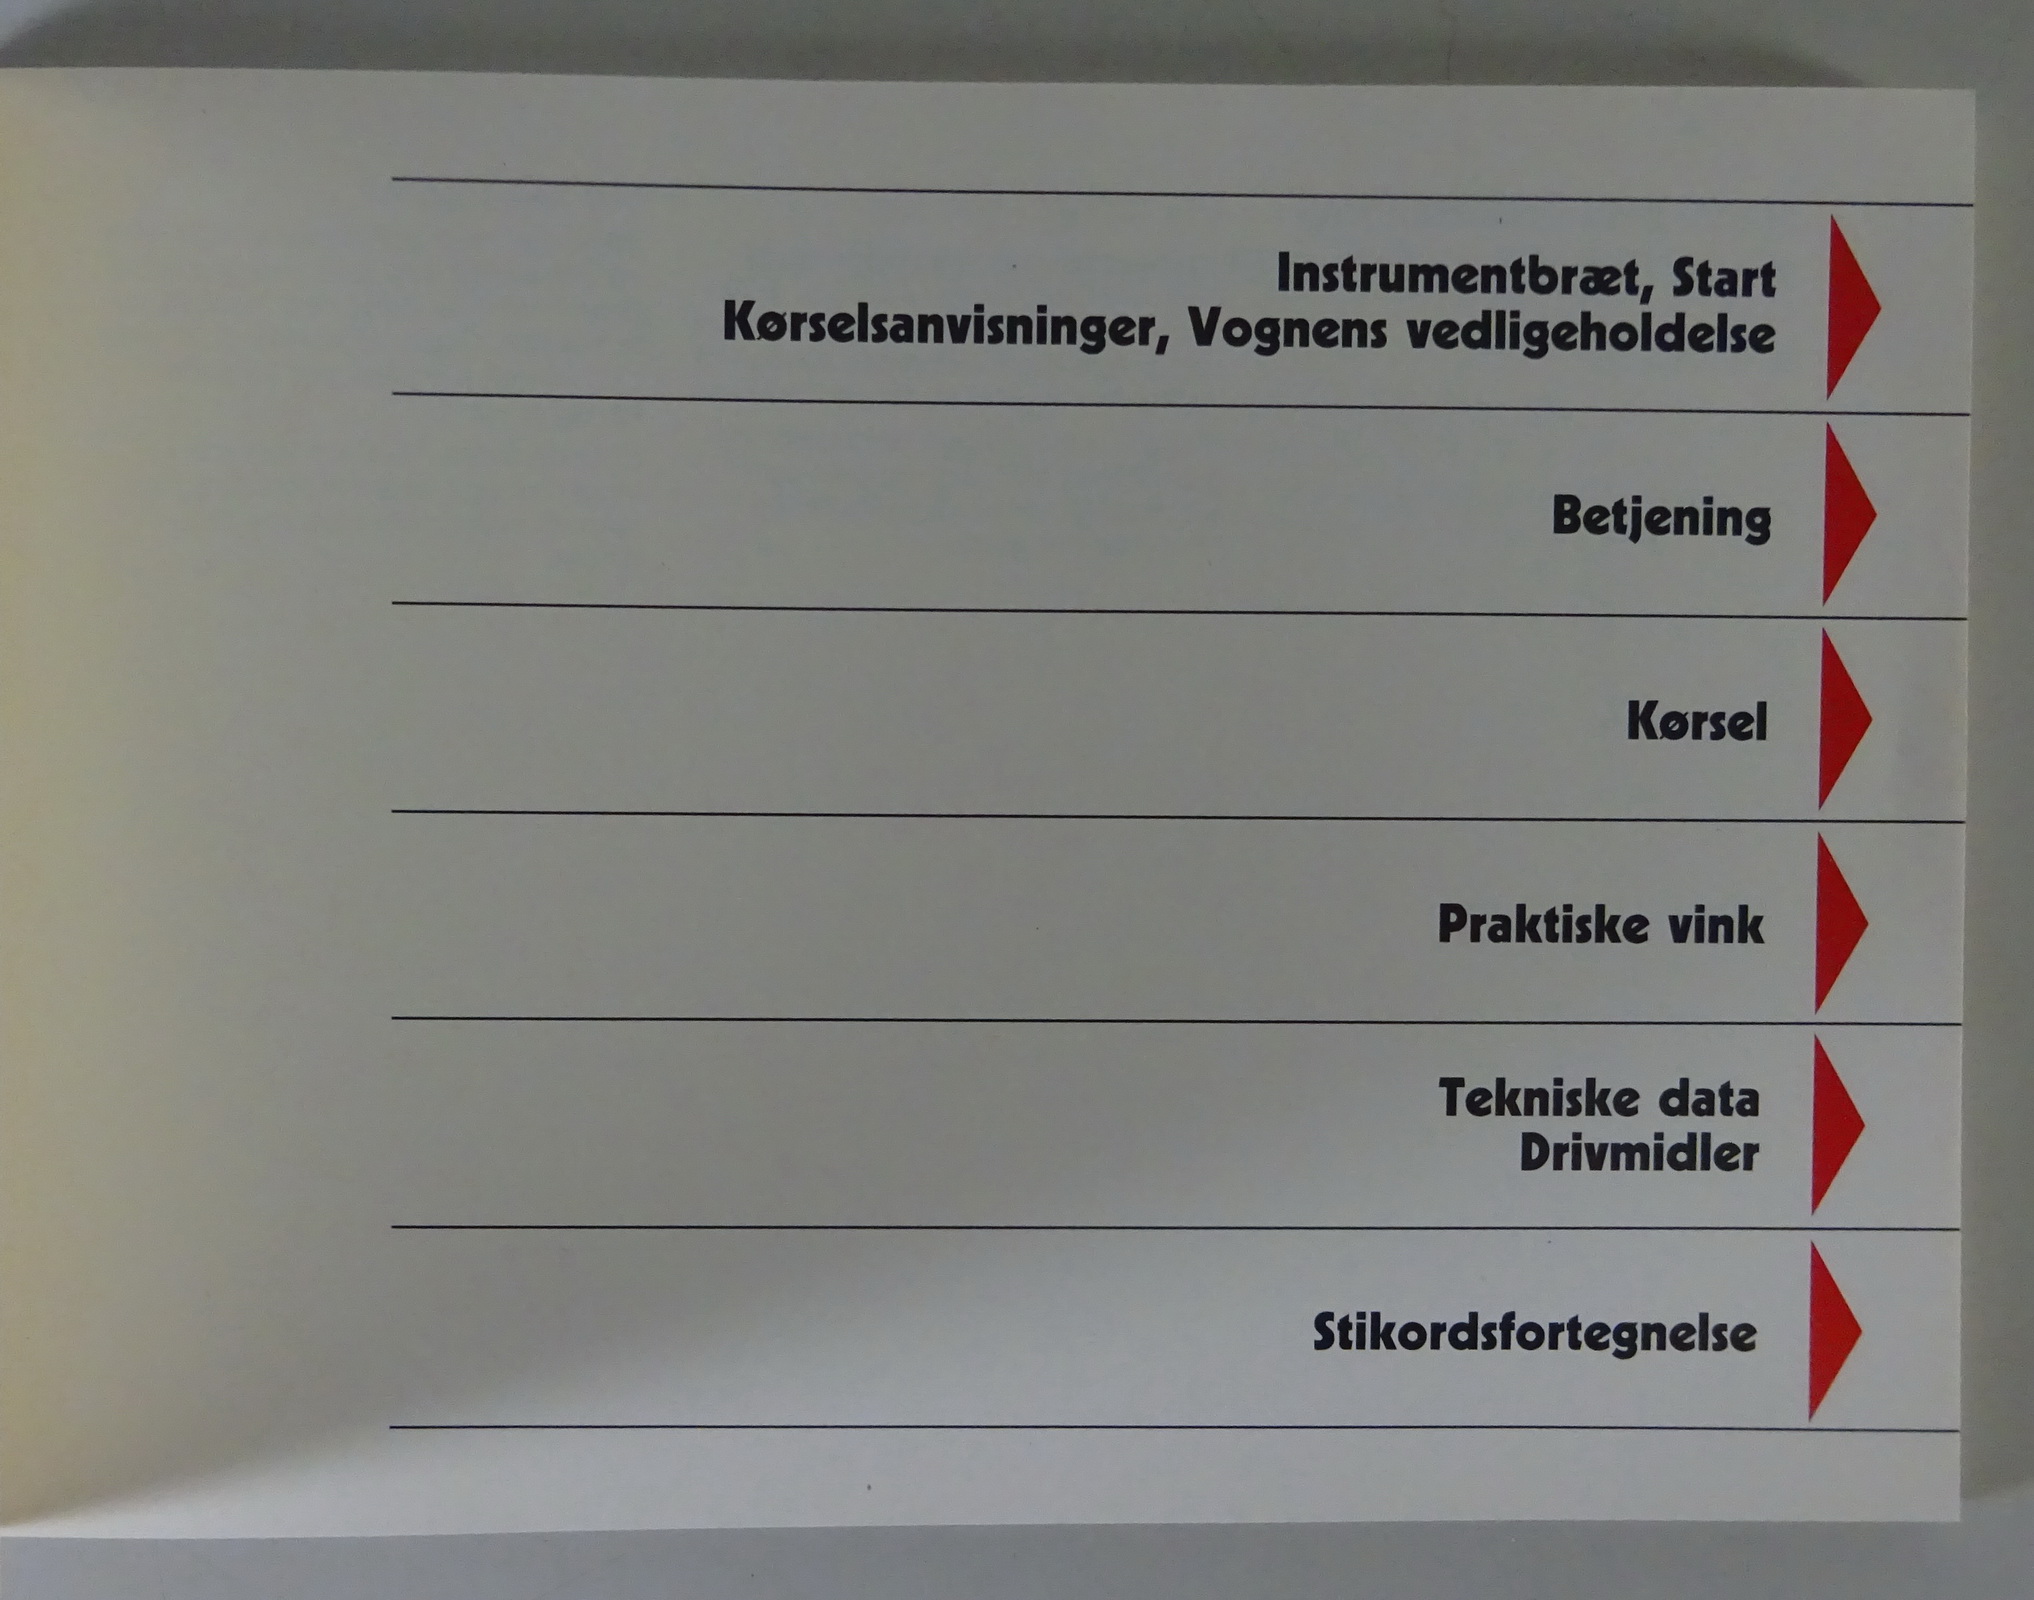 Instrumentbræt, Start
Kørselsanvisninger, Vognens vedligeholdelse
Betjening
Kørsel
Praktiske vink
Tekniske data
Drivmidler
Stikordsfortegnelse